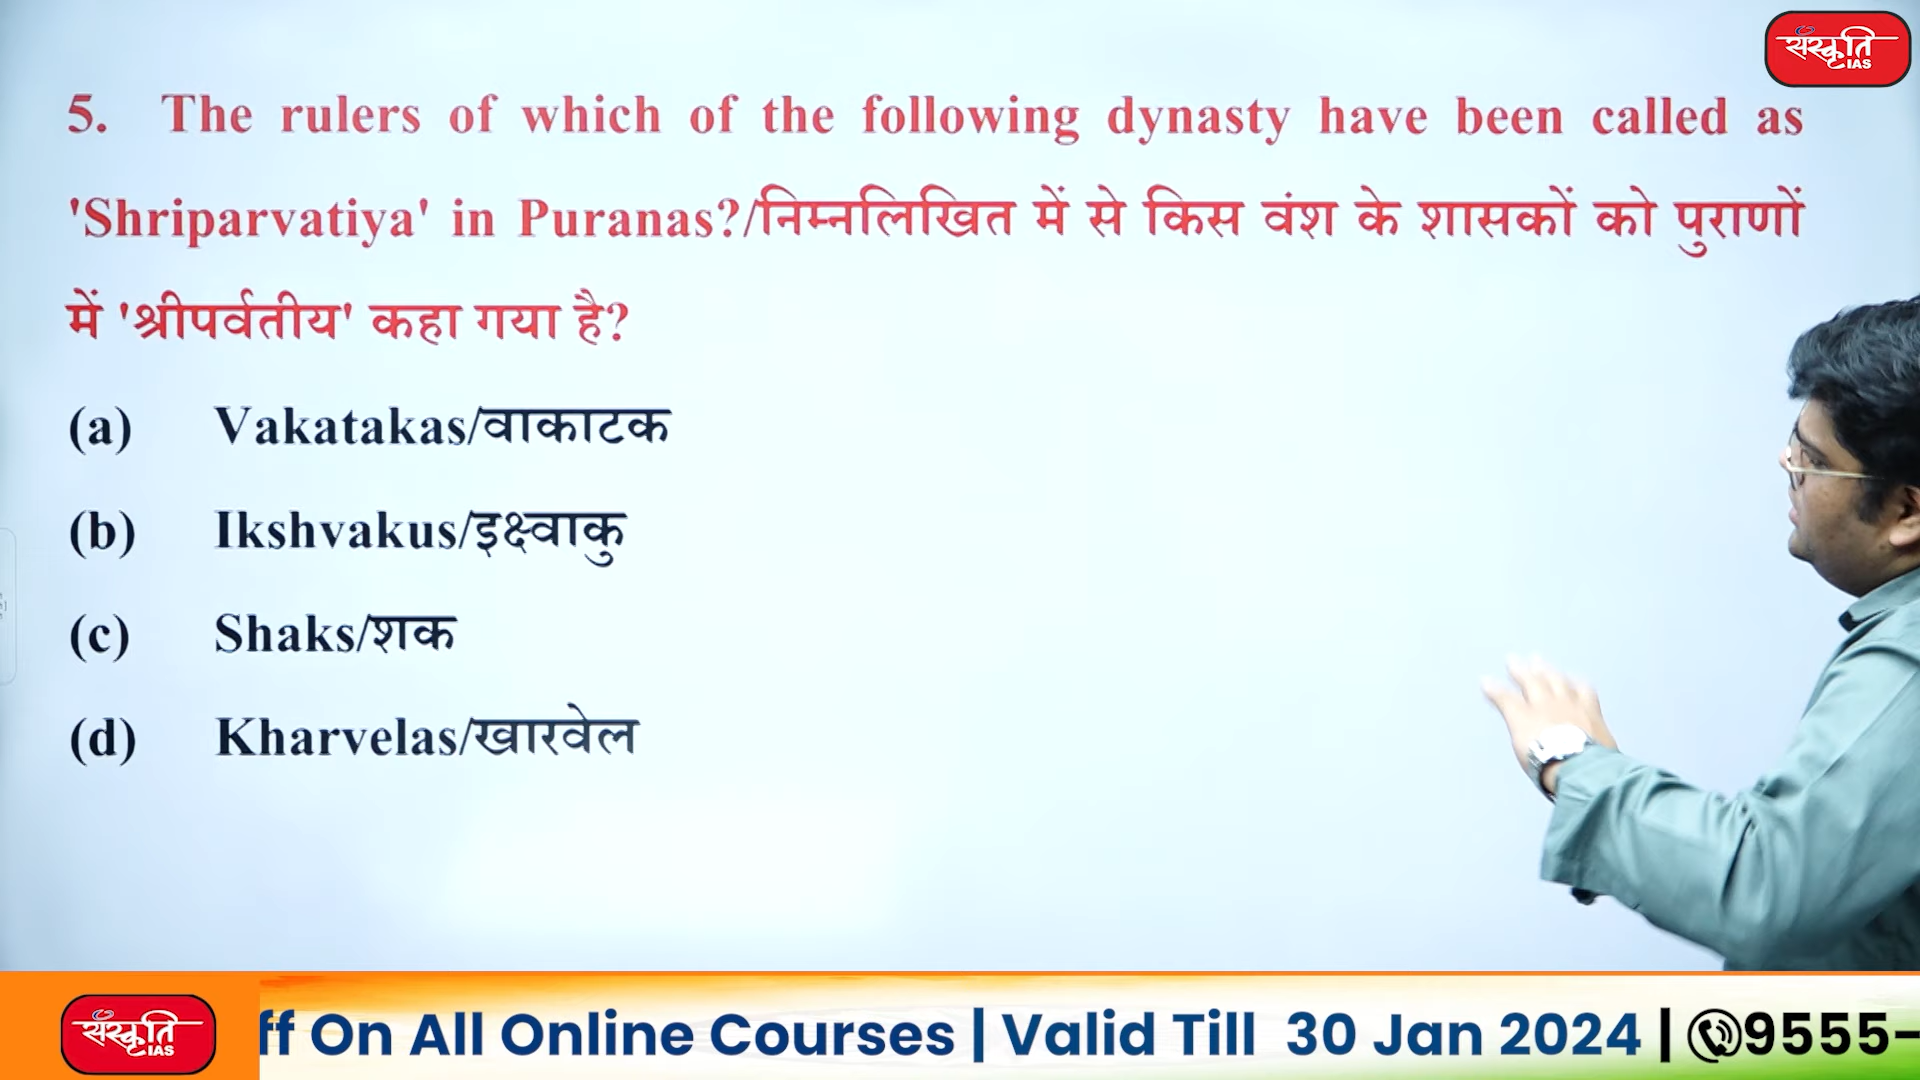 संस्कृति
IAS
5. The rulers of which of the following dynasty have been called as
'Shriparvatiya' in Puranas?/निम्नलिखित में से किस वंश के शासकों को पुराणों
में 'श्रीपर्वतीय' कहा गया है?
(a) Vakatakas/वाकाटक
(b) Ikshvakus/इक्ष्वाकु
(c) Shaks/शक
(d) Kharvelas/खारवेल
संस्कृति
IAS
ff On All Online Courses | Valid Till 30 Jan 2024 | 9555-